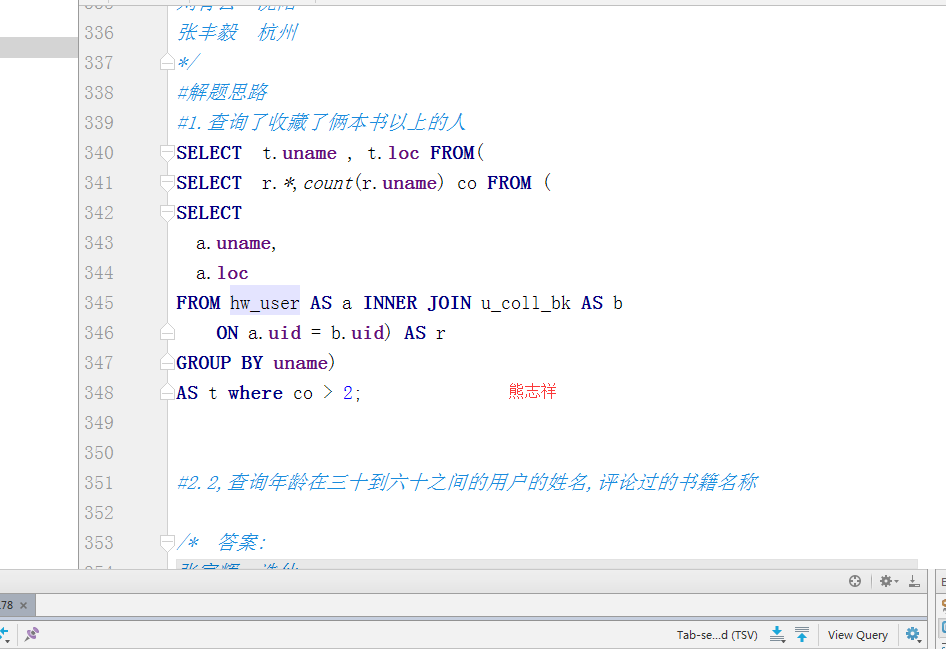 336 张丰毅 杭州
337 */
338 #解题思路
339 #1.查询了收藏了俩本书以上的人
340 SELECT t.uname , t.loc FROM(
341 SELECT r.*,count(r.uname) co FROM (
342 SELECT
343 a.uname,
344 a.loc
345 FROM hw_user AS a INNER JOIN u_coll_bk AS b
346 ON a.uid = b.uid) AS r
347 GROUP BY uname)
348 AS t where co > 2; 熊志祥
349
350
351 #2.2,查询年龄在三十到六十之间的用户的姓名,评论过的书籍名称
352
353 /* 答案:
.78 ×
Tab-se...d (TSV) View Query